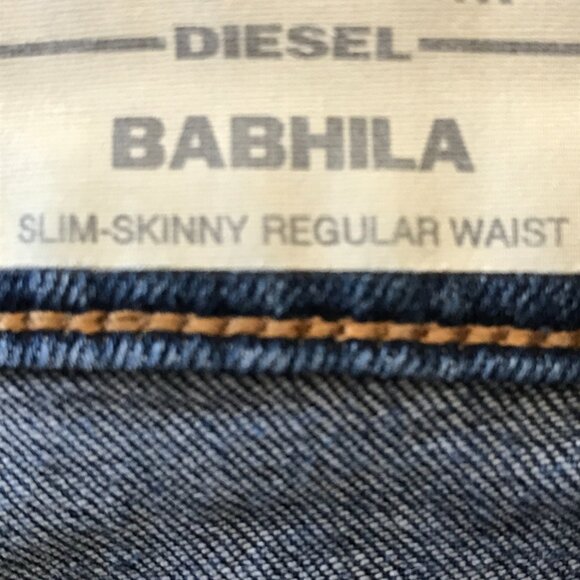 DIESEL
BABHILA
SLIM-SKINNY REGULAR WAIST